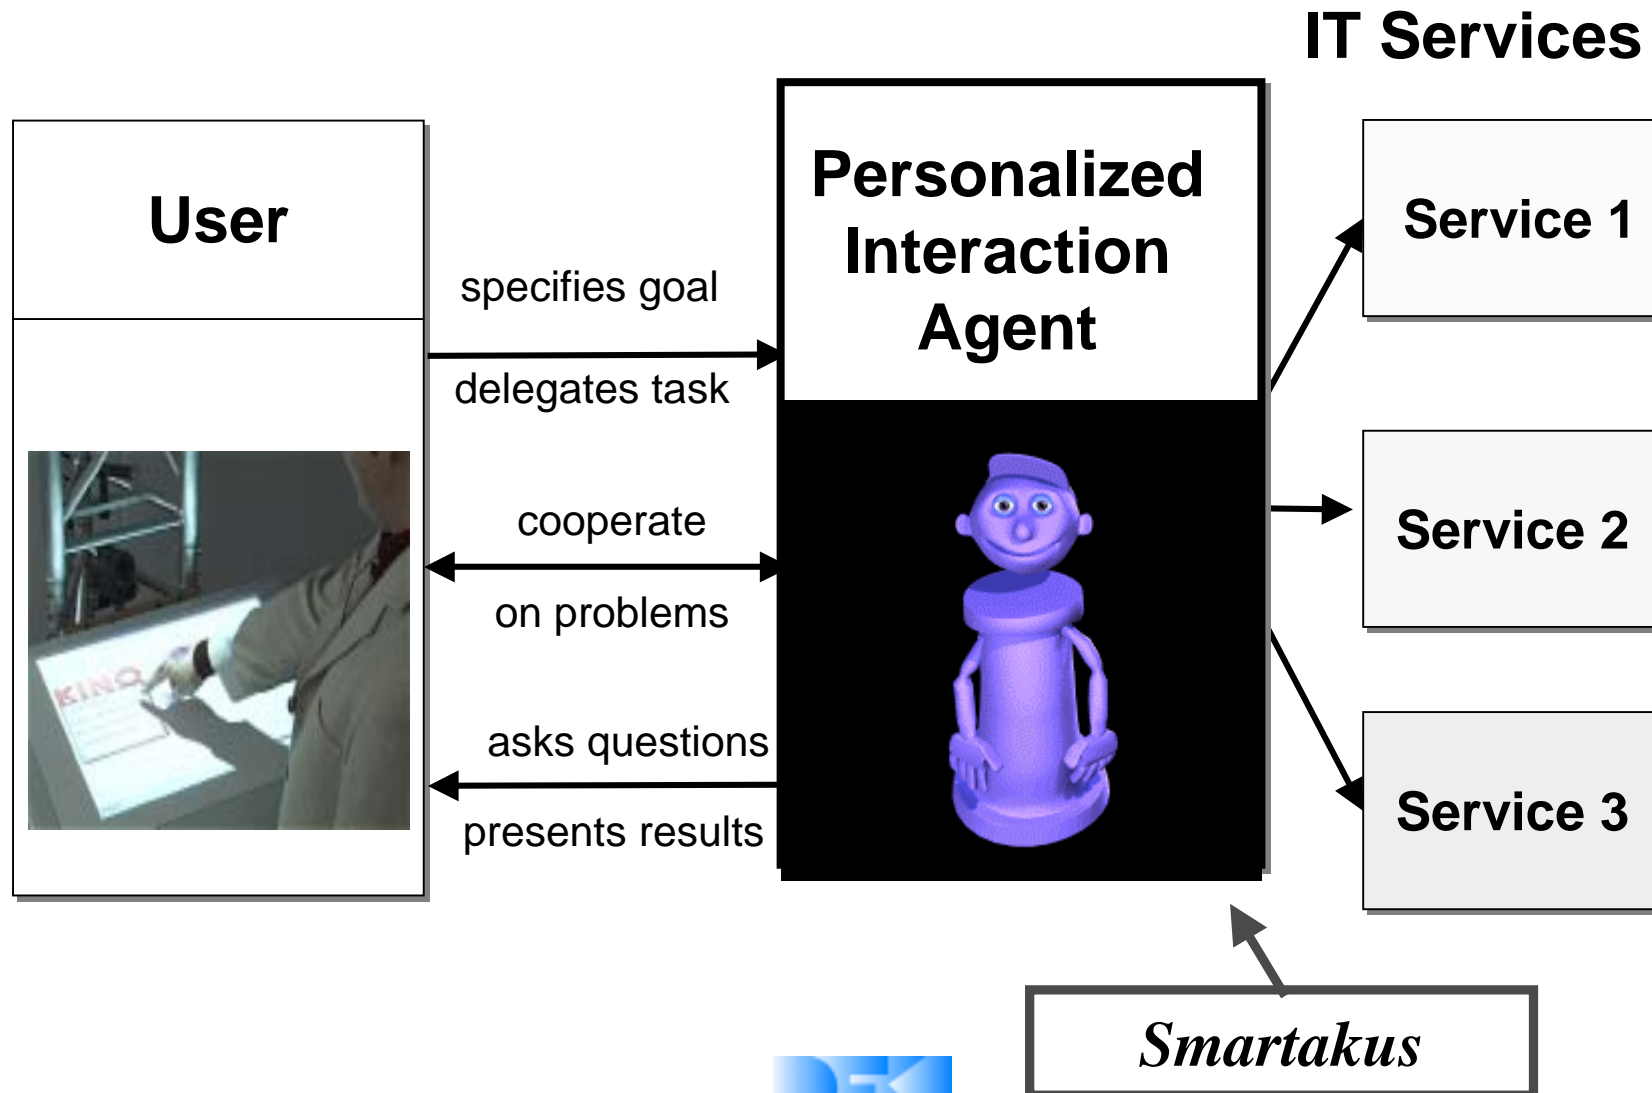 IT Services
User
specifies goal
delegates task
cooperate
on problems
asks questions
presents results
KINO
Personalized
Interaction
Agent
Service 1
Service 2
Service 3
Smartakus